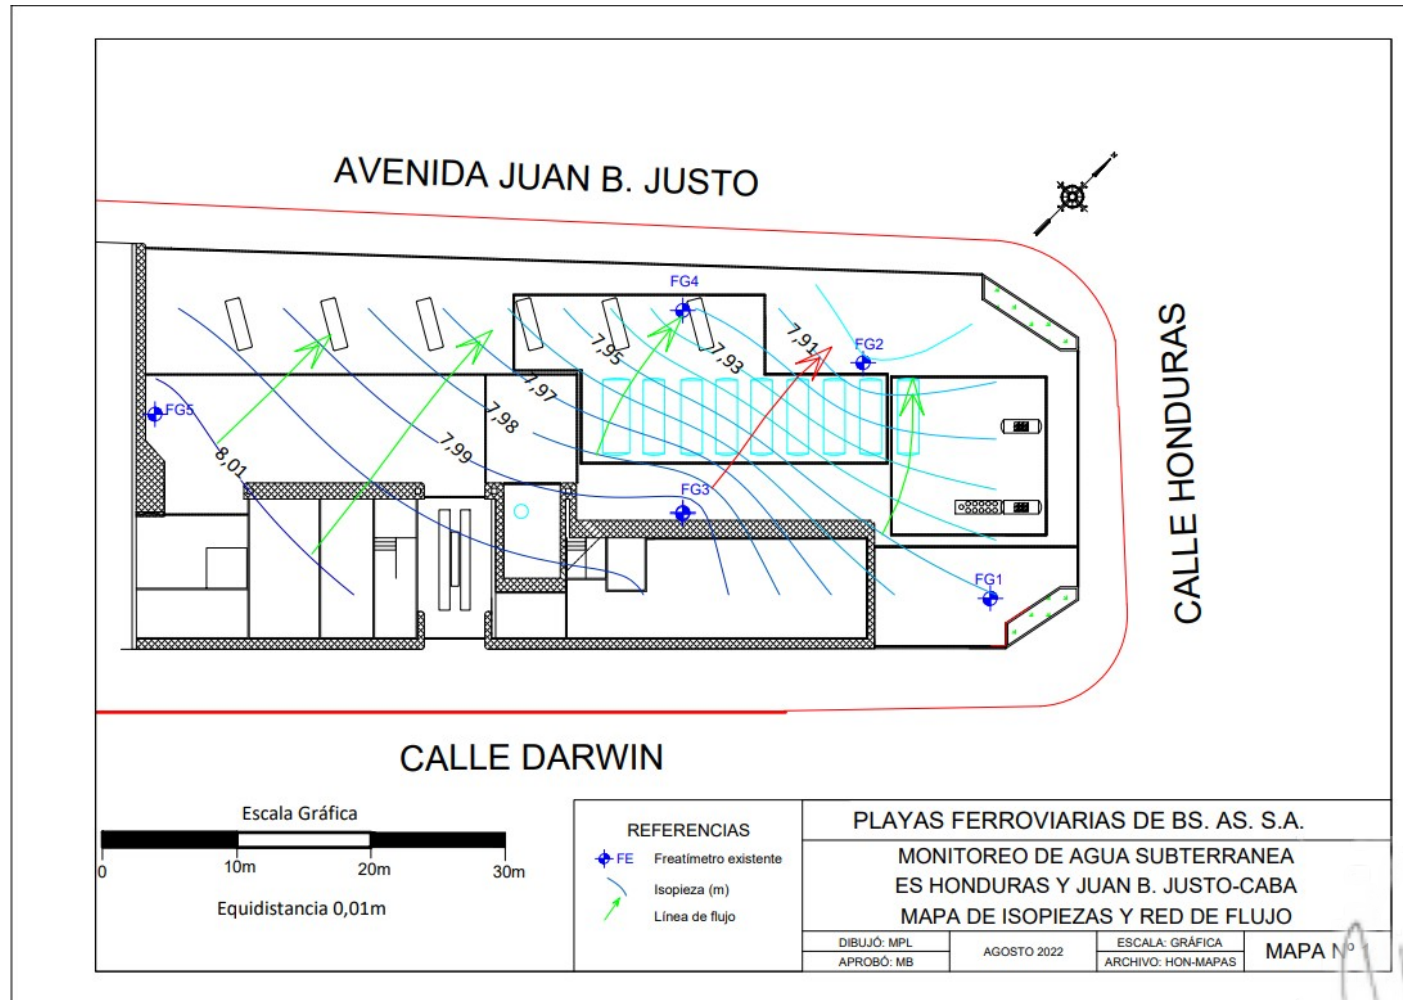 AVENIDA JUAN B. JUSTO
FG4
7,91
FG2
7,95
7,93
7,97
FG5
7,98
7,99
8,01
FG3
FG1
CALLE HONDURAS
CALLE DARWIN
Escala Gráfica
0
10m
20m
30m
Equidistancia 0,01m
REFERENCIAS
FE Freatímetro existente
Isopieza (m)
Línea de flujo
PLAYAS FERROVIARIAS DE BS. AS. S.A.
MONITOREO DE AGUA SUBTERRANEA
ES HONDURAS Y JUAN B. JUSTO-CABA
MAPA DE ISOPIEZAS Y RED DE FLUJO
DIBUJÓ: MPL
APROBÓ: MB
AGOSTO 2022
ESCALA: GRÁFICA
ARCHIVO: HON-MAPAS
MAPA Nº 1